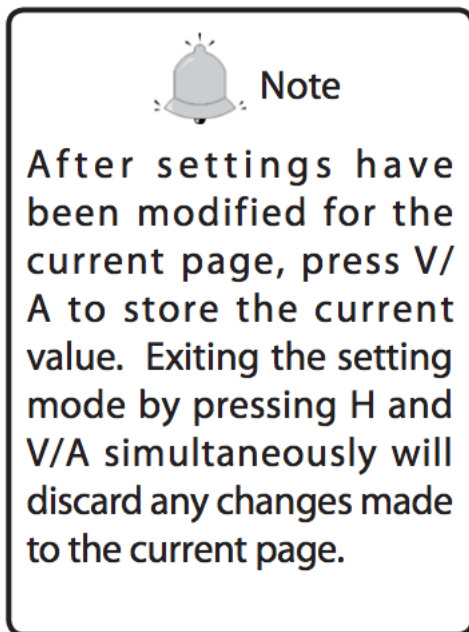 Note
After settings have
been modified for the
current page, press V/
A to store the current
value.  Exiting the setting
mode by pressing H and
V/A simultaneously will
discard any changes made
to the current page.